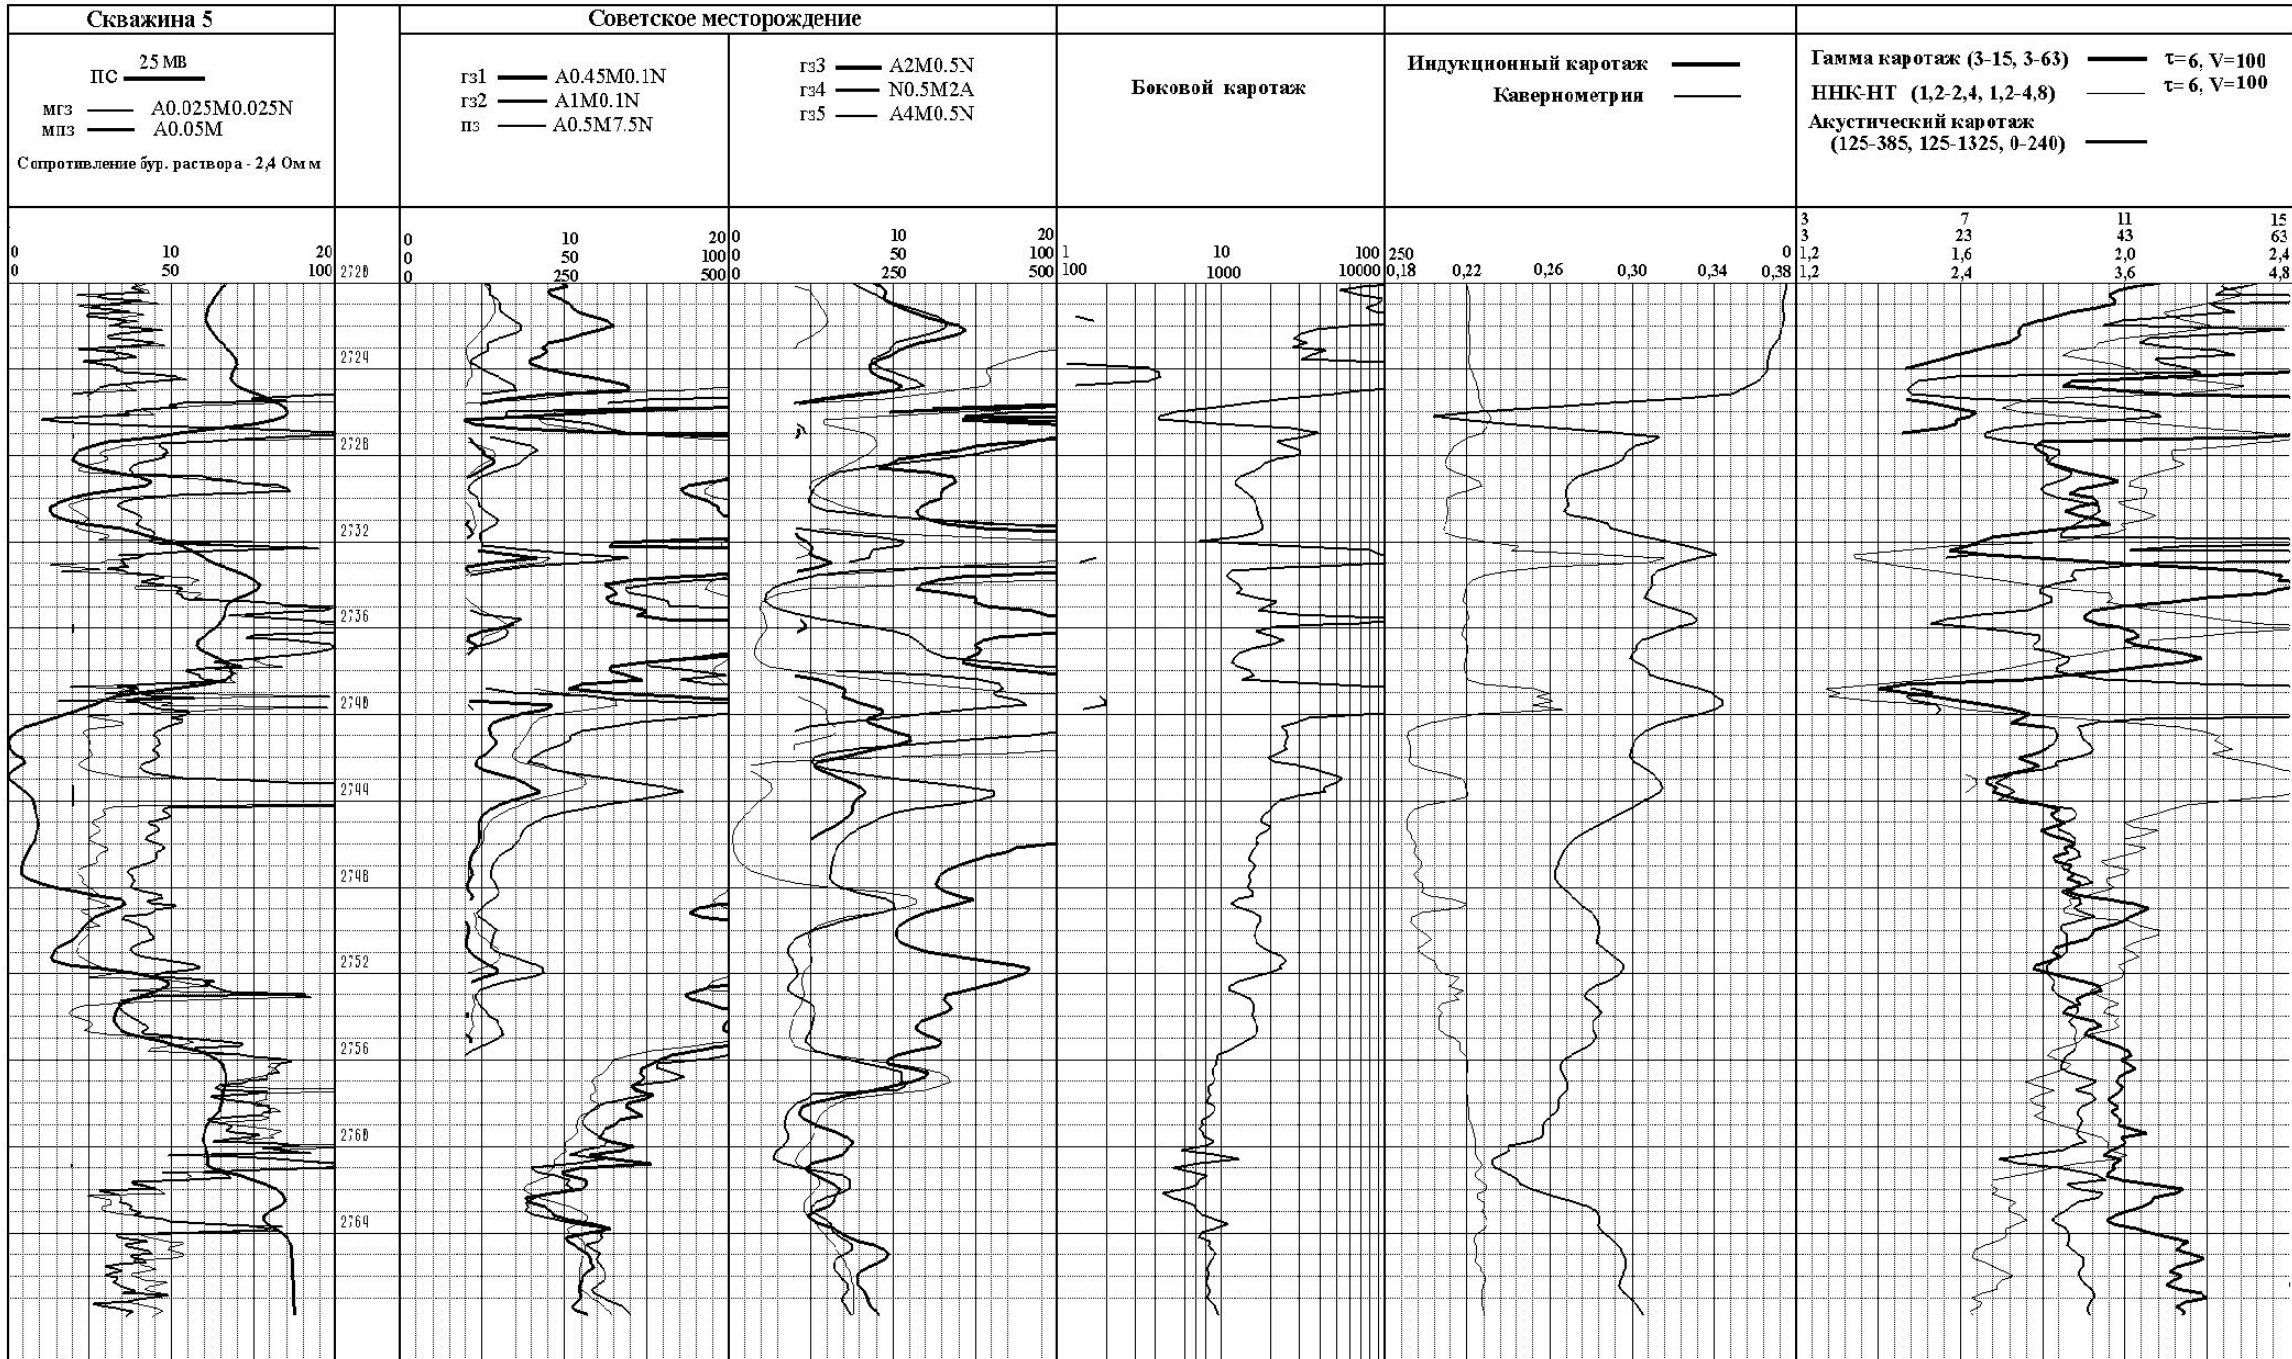 Скважина 5
Советское месторождение
25 МВ
ПС
мгз A0.025M0.025N
мпз A0.05M
Сопротивление бур. раствора - 2,4 Ом м
гз1 A0.45M0.1N
гз2 A1M0.1N
пз A0.5M7.5N
гз3 A2M0.5N
гз4 N0.5M2A
гз5 A4M0.5N
Боковой каротаж
Индукционный каротаж
Кавернометрия
Гамма каротаж (3-15, 3-63) τ=6, V=100
ННК-НТ (1,2-2,4, 1,2-4,8) τ=6, V=100
Акустический каротаж
(125-385, 125-1325, 0-240)
0 10 20
0 50 100
0 10 20
0 50 100
0 250 500
0 10 20
50 100
0 250 500
1 10 100
100 1000 10000
250 0
0,18 0,22 0,26 0,30 0,34 0,38
3 7 11 15
3 23 43 63
1,2 1,6 2,0 2,4
1,2 2,4 3,6 4,8
2720
2724
2728
2732
2736
2740
2744
2748
2752
2756
2760
2764